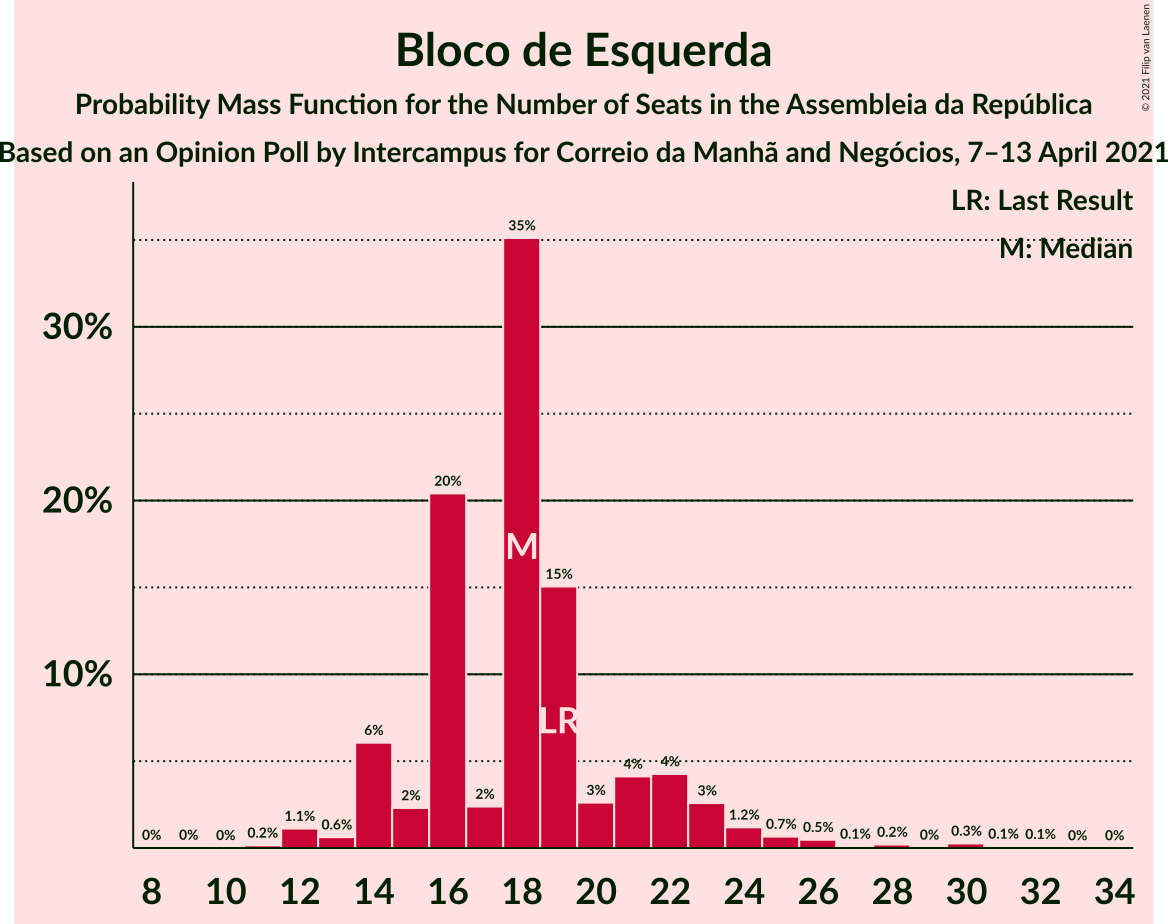 Bloco de Esquerda
Probability Mass Function for the Number of Seats in the Assembleia da República
Based on an Opinion Poll by Intercampus for Correio da Manhã and Negócios, 7–13 April 2021
© 2021 Filip van Laenen
LR: Last Result
M: Median
35%
30%
20%
20%
M
15%
10%
LR
6%
4% 4%
2% 2% 3% 3%
1.1% 1.2%
0% 0% 0% 0.2% 0.6% 0.7% 0.5% 0.1% 0.2% 0% 0.3% 0.1% 0.1% 0% 0%
8 10 12 14 16 18 20 22 24 26 28 30 32 34